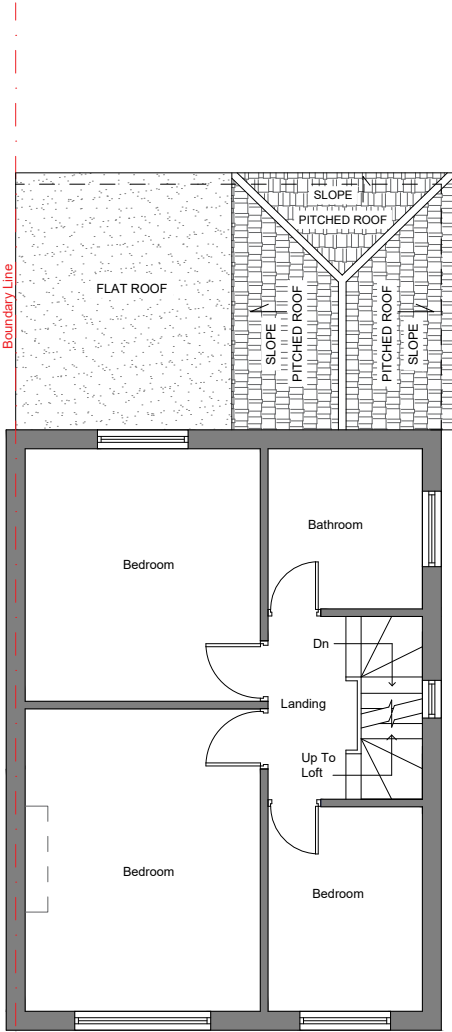 SLOPE
PITCHED ROOF
Boundary Line
FLAT ROOF
SLOPE
PITCHED ROOF
PITCHED ROOF
SLOPE
Bathroom
Bedroom
Dn
Landing
Up To
Loft
Bedroom
Bedroom